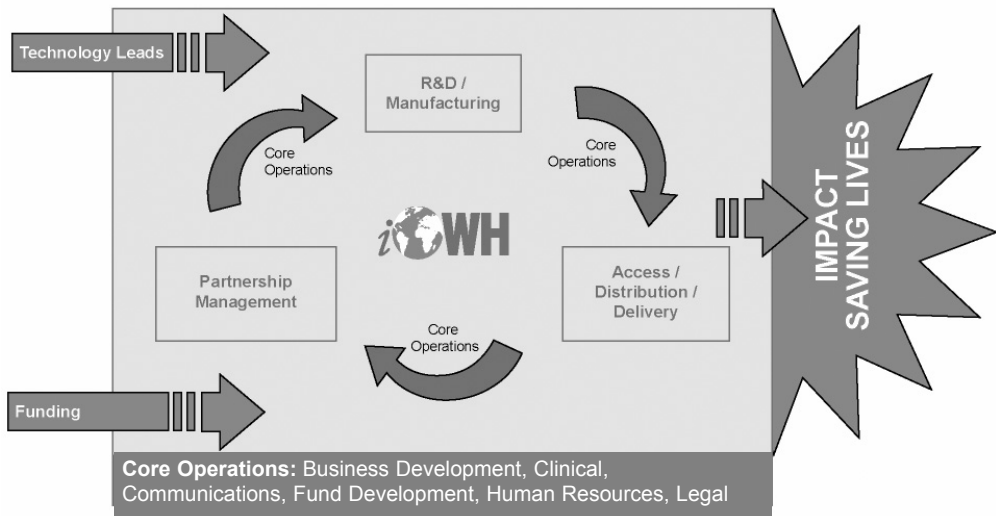 Technology Leads
R&D /
Manufacturing
Core
Operations
Core
Operations
iOWH
Partnership
Management
Access /
Distribution /
Delivery
IMPACT
SAVING LIVES
Core
Operations
Funding
Core Operations: Business Development, Clinical,
Communications, Fund Development, Human Resources, Legal